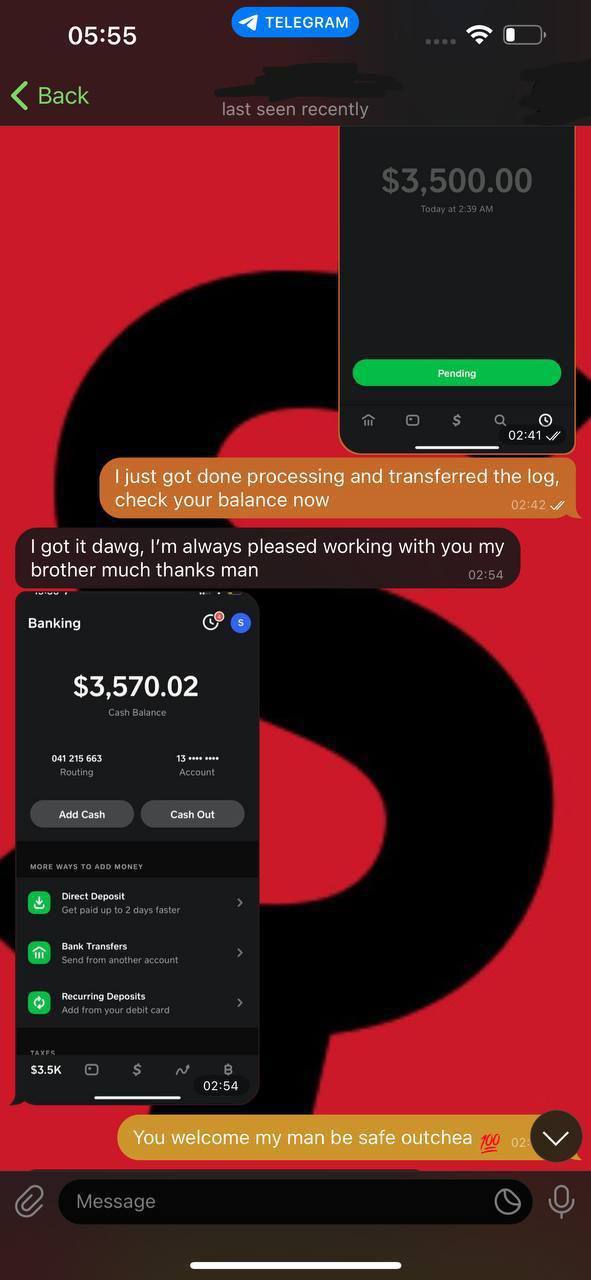 05:55
TELEGRAM
Back
last seen recently
$3,500.00
Today at 2:39 AM
Pending
$
02:41
I just got done processing and transferred the log,
check your balance now
02:42
I got it dawg, I’m always pleased working with you my
brother much thanks man
02:54
Banking
S
$3,570.02
Cash Balance
041 215 663
13 •••• ••••
Routing
Account
Add Cash
Cash Out
MORE WAYS TO ADD MONEY
Direct Deposit
Get paid up to 2 days faster
Bank Transfers
Send from another account
Recurring Deposits
Add from your debit card
TAXES
$3.5K
$
02:54
You welcome my man be safe outchea 💯
02:
Message